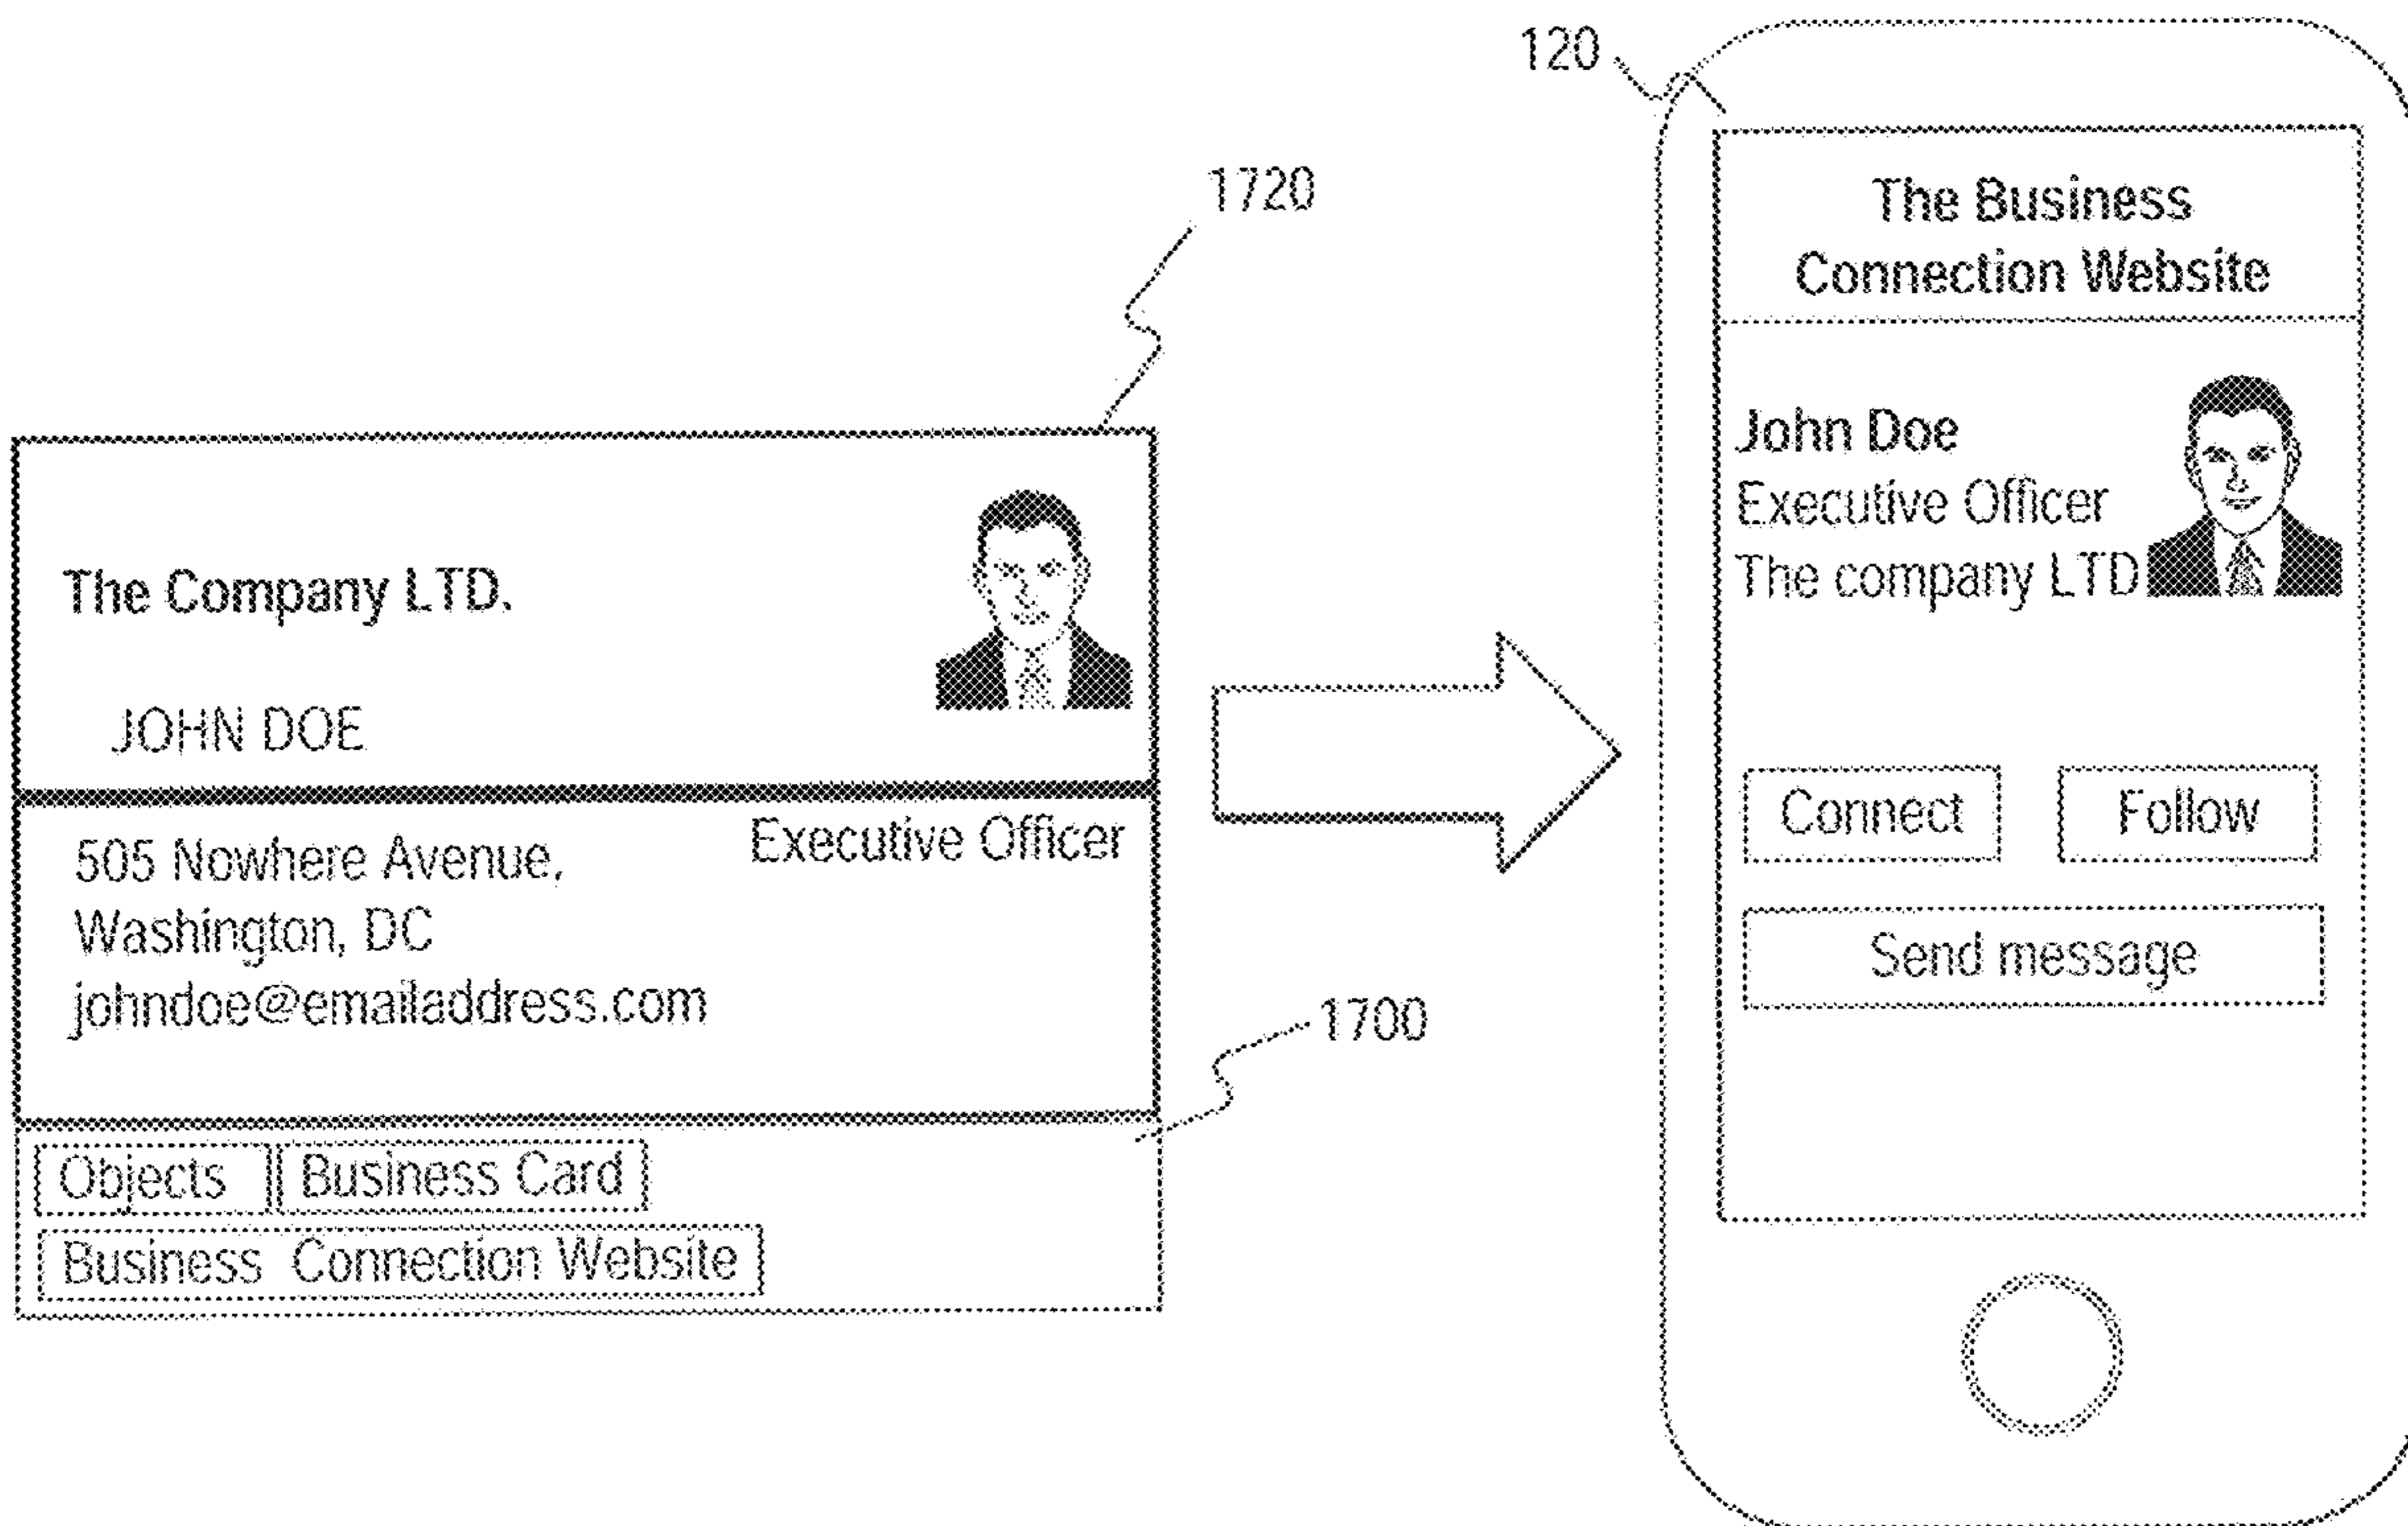 120
1720
The Business
Connection Website
John Doe
Executive Officer
The company LTD
Connect
Follow
Send message
The Company LTD.
JOHN DOE
Executive Officer
505 Nowhere Avenue,
Washington, DC
johndoe@emailaddress.com
1700
Objects
Business Card
Business Connection Website